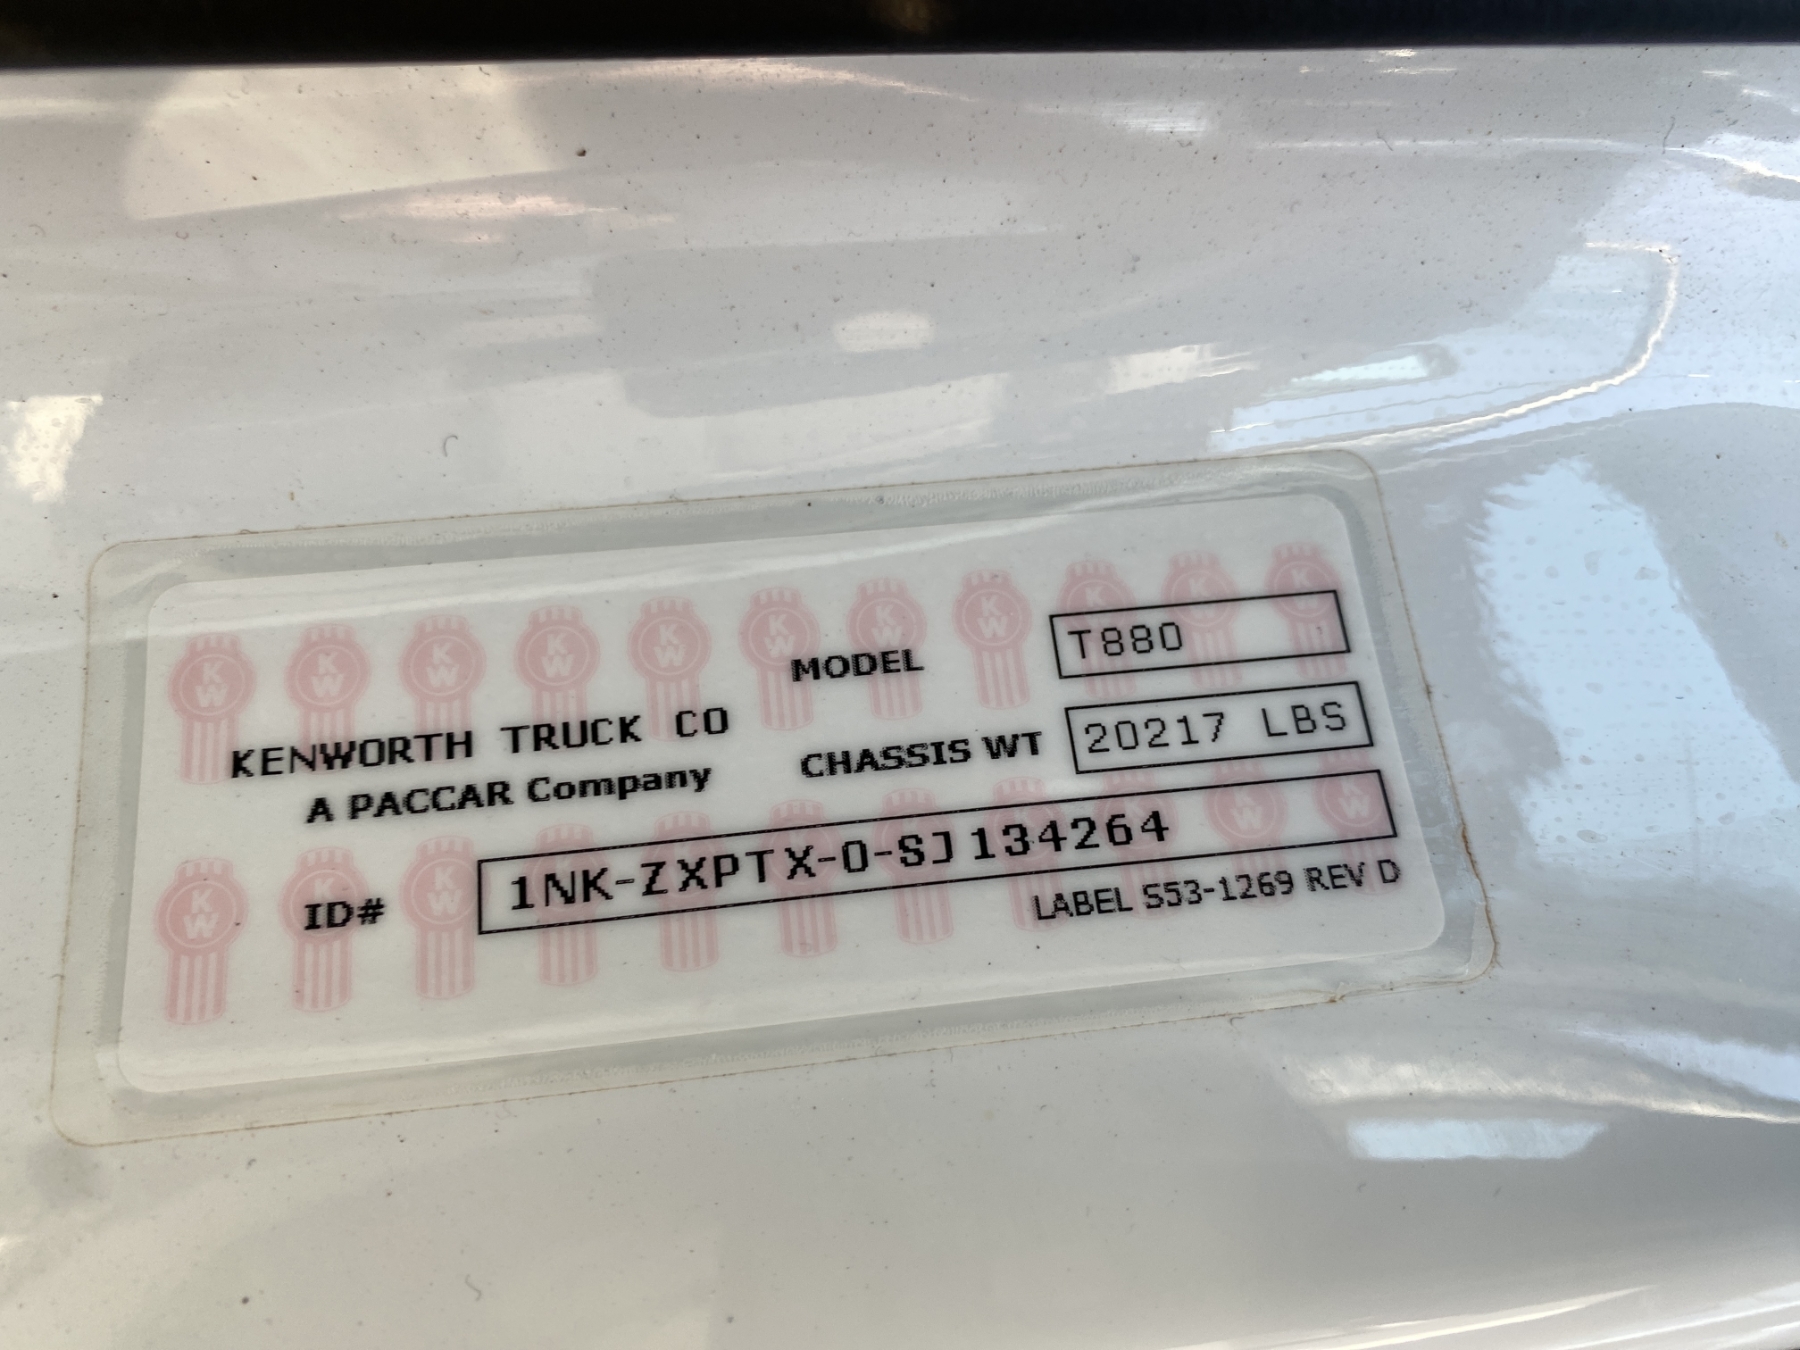 KENWORTH TRUCK CO
A PACCAR Company
MODEL T880
CHASSIS WT 20217 LBS
ID# 1NK-ZXPTX-0-SJ134264
LABEL S53-1269 REV D